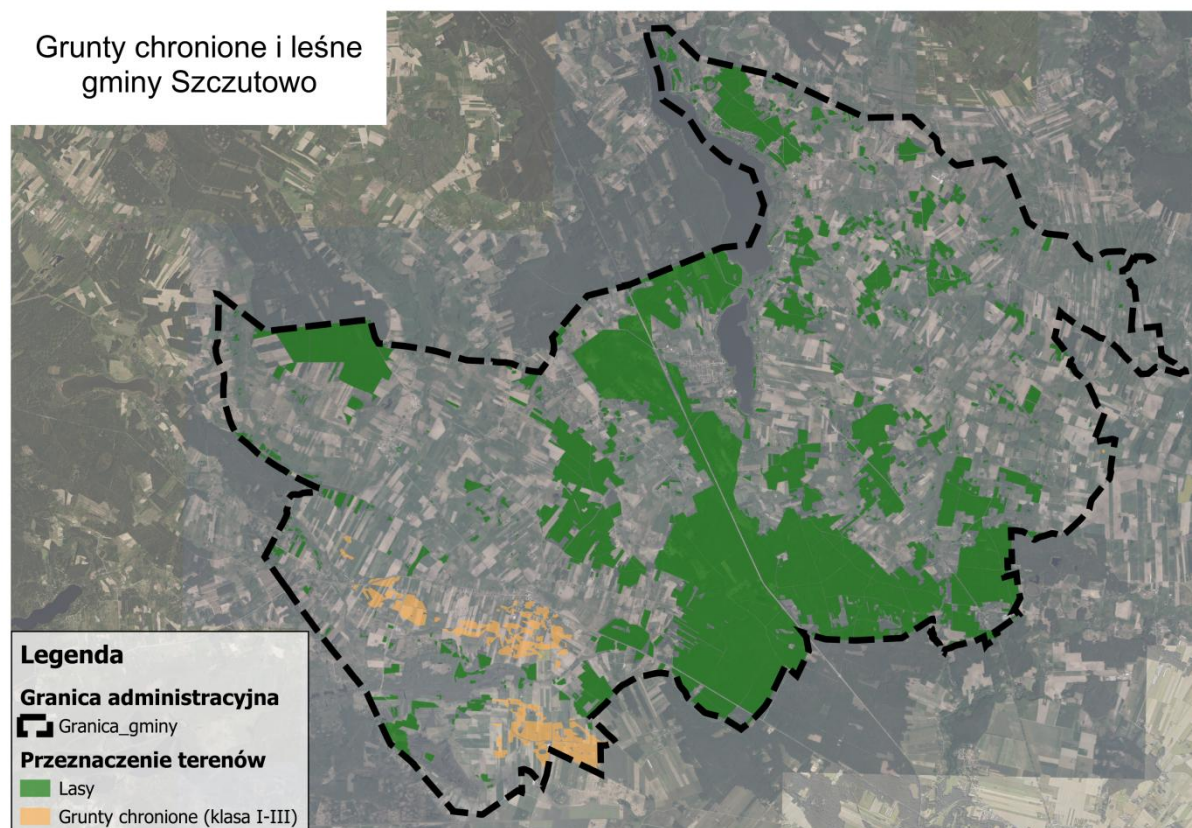 Grunty chronione i leśne
gminy Szczutowo
Legenda
Granica administracyjna
Granica_gminy
Przeznaczenie terenów
Lasy
Grunty chronione (klasa I-III)